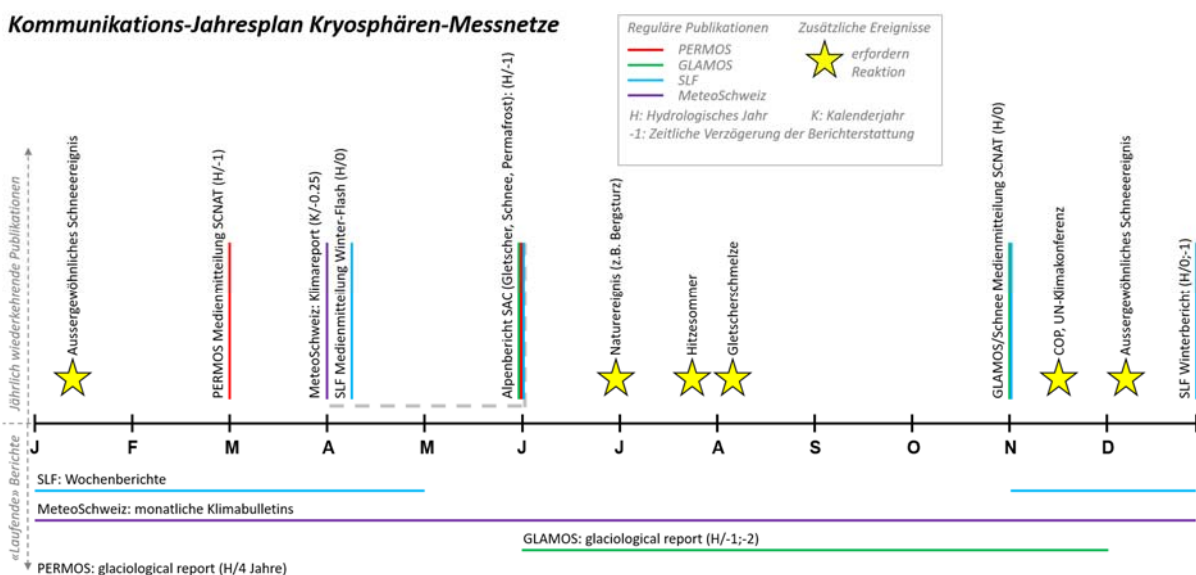 Kommunikations-Jahresplan Kryosphären-Messnetze
Reguläre Publikationen
PERMOS
GLAMOS
SLF
MeteoSchweiz
Zusätzliche Ereignisse
erfordern
Reaktion
H: Hydrologisches Jahr
K: Kalenderjahr
-1: Zeitliche Verzögerung der Berichterstattung
Jährlich wiederkehrende Publikationen
Aussergewöhnliches Schneeereignis
PERMOS Medienmitteilung SCNAT (H/-1)
MeteoSchweiz: Klimareport (K/-0.25)
SLF Medienmitteilung Winter-Flash (H/0)
Alpenbericht SAC (Gletscher, Schnee, Permafrost): (H/-1)
Naturereignis (z.B. Bergsturz)
Hitzesommer
Gletscherschmelze
GLAMOS/Schnee Medienmitteilung SCNAT (H/0)
COP, UN-Klimakonferenz
Aussergewöhnliches Schneeereignis
SLF Winterbericht (H/0;-1)
J F M A M J J A S O N D
«Laufende» Berichte
SLF: Wochenberichte
MeteoSchweiz: monatliche Klimabulletins
GLAMOS: glaciological report (H/-1;-2)
PERMOS: glaciological report (H/4 Jahre)